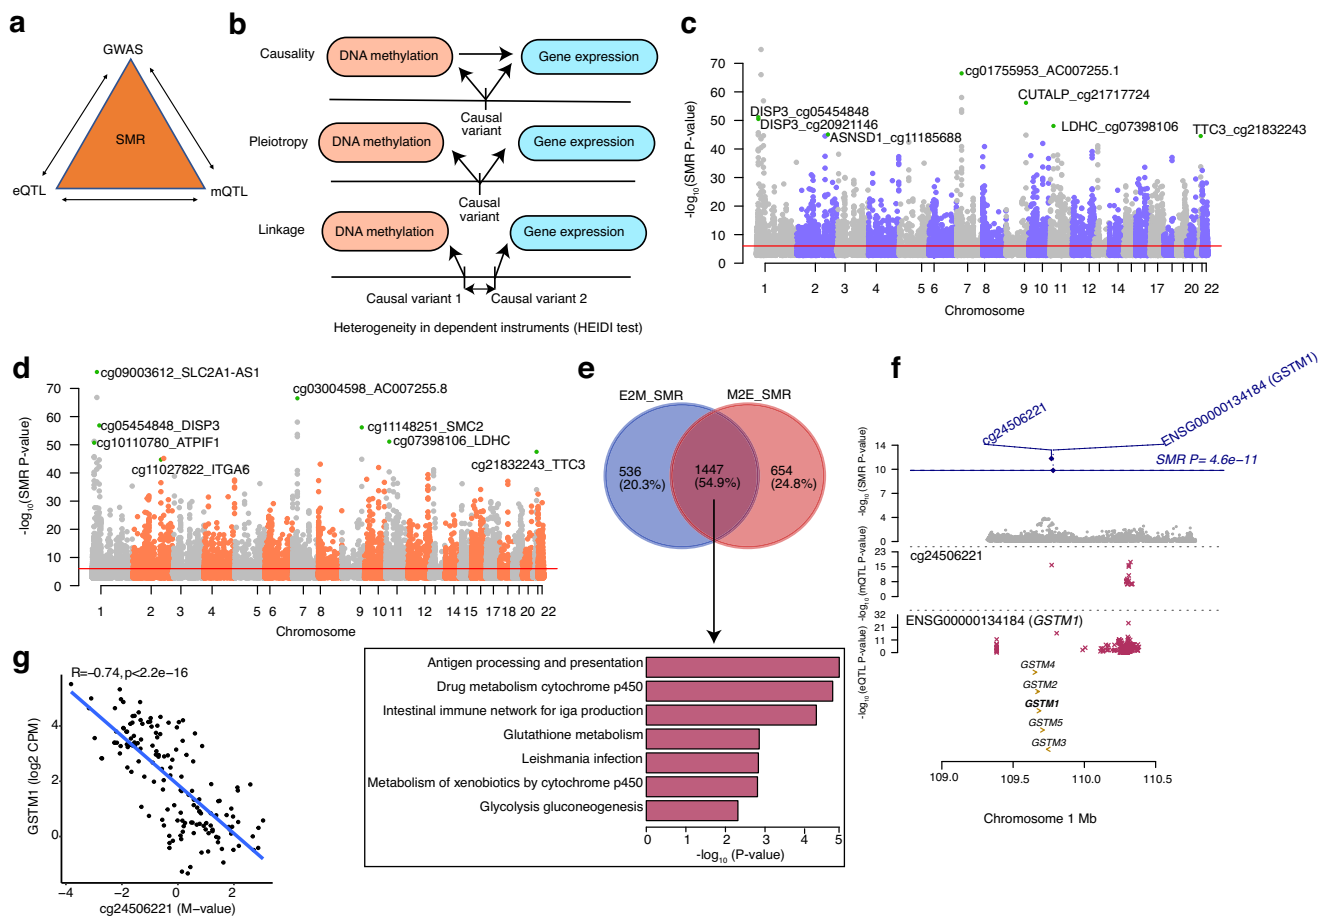 a
GWAS
SMR
eQTL
mQTL
b
Causality
DNA methylation
Gene expression
Causal
variant
Pleiotropy
DNA methylation
Gene expression
Causal
variant
Linkage
DNA methylation
Gene expression
Causal variant 1
Causal variant 2
Heterogeneity in dependent instruments (HEIDI test)
c
-log10(SMR P-value)
70
60
50
40
30
20
10
0
cg01755953_AC007255.1
CUTALP_cg21717724
DISP3_cg05454848
DISP3_cg20921146
ASNSD1_cg11185688
LDHC_cg07398106
TTC3_cg21832243
1 2 3 4 5 6 7 8 9 10 11 12 14 17 20 22
Chromosome
d
-log10(SMR P-value)
70
60
50
40
30
20
10
0
cg09003612_SLC2A1-AS1
cg03004598_AC007255.8
cg05454848_DISP3
cg10110780_ATPIF1
cg11027822_ITGA6
cg11148251_SMC2
cg07398106_LDHC
cg21832243_TTC3
1 2 3 4 5 6 7 8 9 10 11 12 14 15 17 18 20 22
Chromosome
e
E2M_SMR
M2E_SMR
536
(20.3%)
1447
(54.9%)
654
(24.8%)
Antigen processing and presentation
Drug metabolism cytochrome p450
Intestinal immune network for iga production
Glutathione metabolism
Leishmania infection
Metabolism of xenobiotics by cytochrome p450
Glycolysis gluconeogenesis
0 1 2 3 4 5
-log10 (P-value)
f
cg24506221
ENSG00000134184 (GSTM1)
SMR P= 4.6e−11
-log10(SMR P-value)
14
10
7
4
0
cg24506221
-log10 (mQTL P-value)
23
15
8
0
ENSG00000134184 (GSTM1)
-log10 (eQTL P-value)
32
21
11
0
GSTM4
GSTM2
GSTM1
GSTM5
GSTM3
109.0 109.5 110.0 110.5
Chromosome 1 Mb
g
R=−0.74, p<2.2e−16
GSTM1 (log2 CPM)
4
2
0
−4 −2 0 2
cg24506221 (M-value)